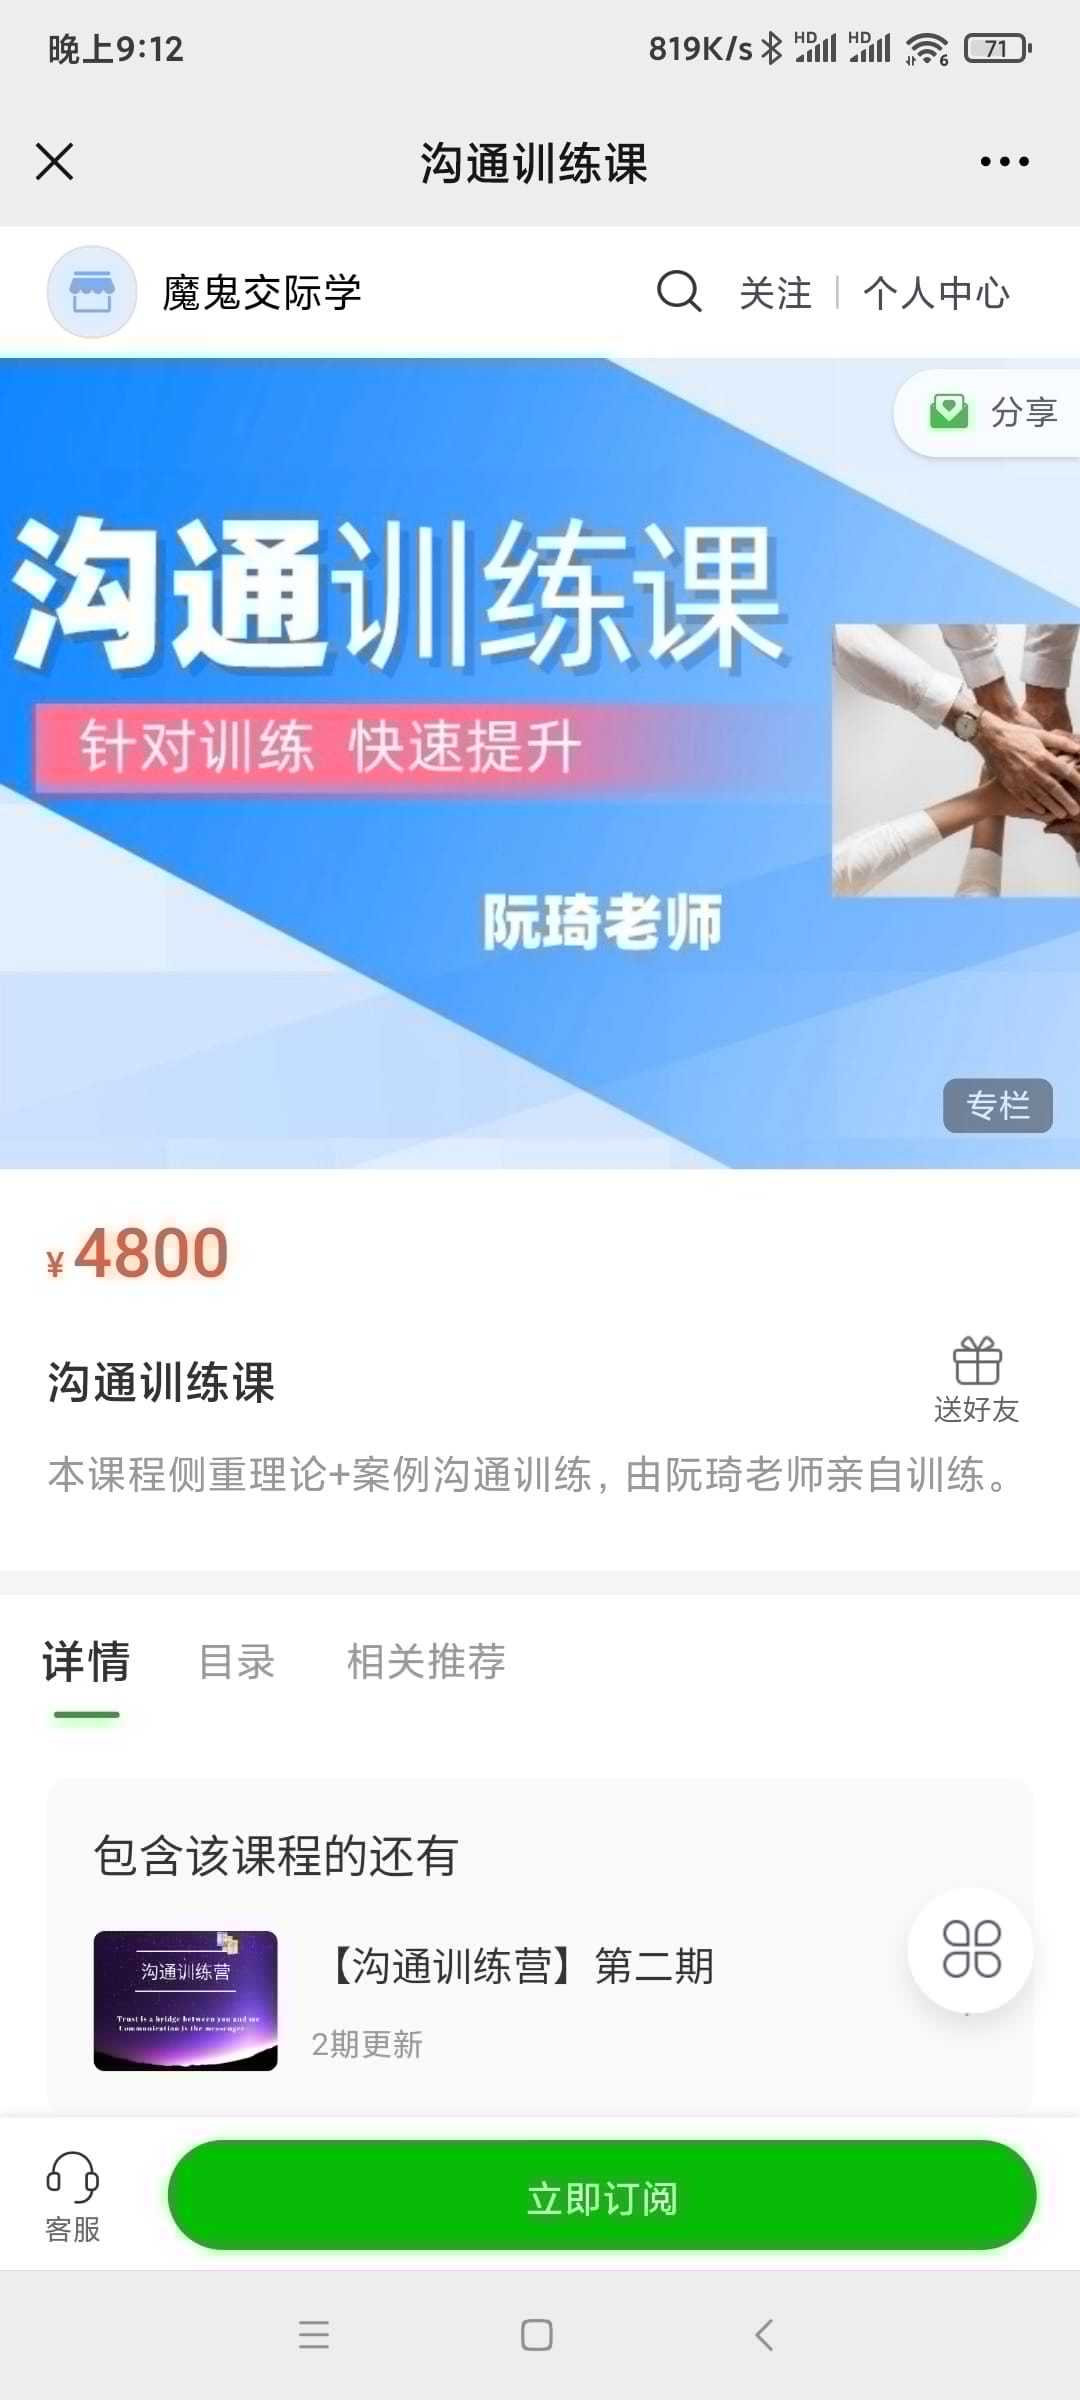 晚上9:12
819K/s HD HD 6 71
沟通训练课
魔鬼交际学
关注 | 个人中心
分享
沟通训练课
针对训练 快速提升
阮琦老师
专栏
¥4800
沟通训练课
送好友
本课程侧重理论+案例沟通训练，由阮琦老师亲自训练。
详情 目录 相关推荐
包含该课程的还有
沟通训练营
Trust is a bridge between you and me
Communication is the messenger
【沟通训练营】第二期
2期更新
客服
立即订阅